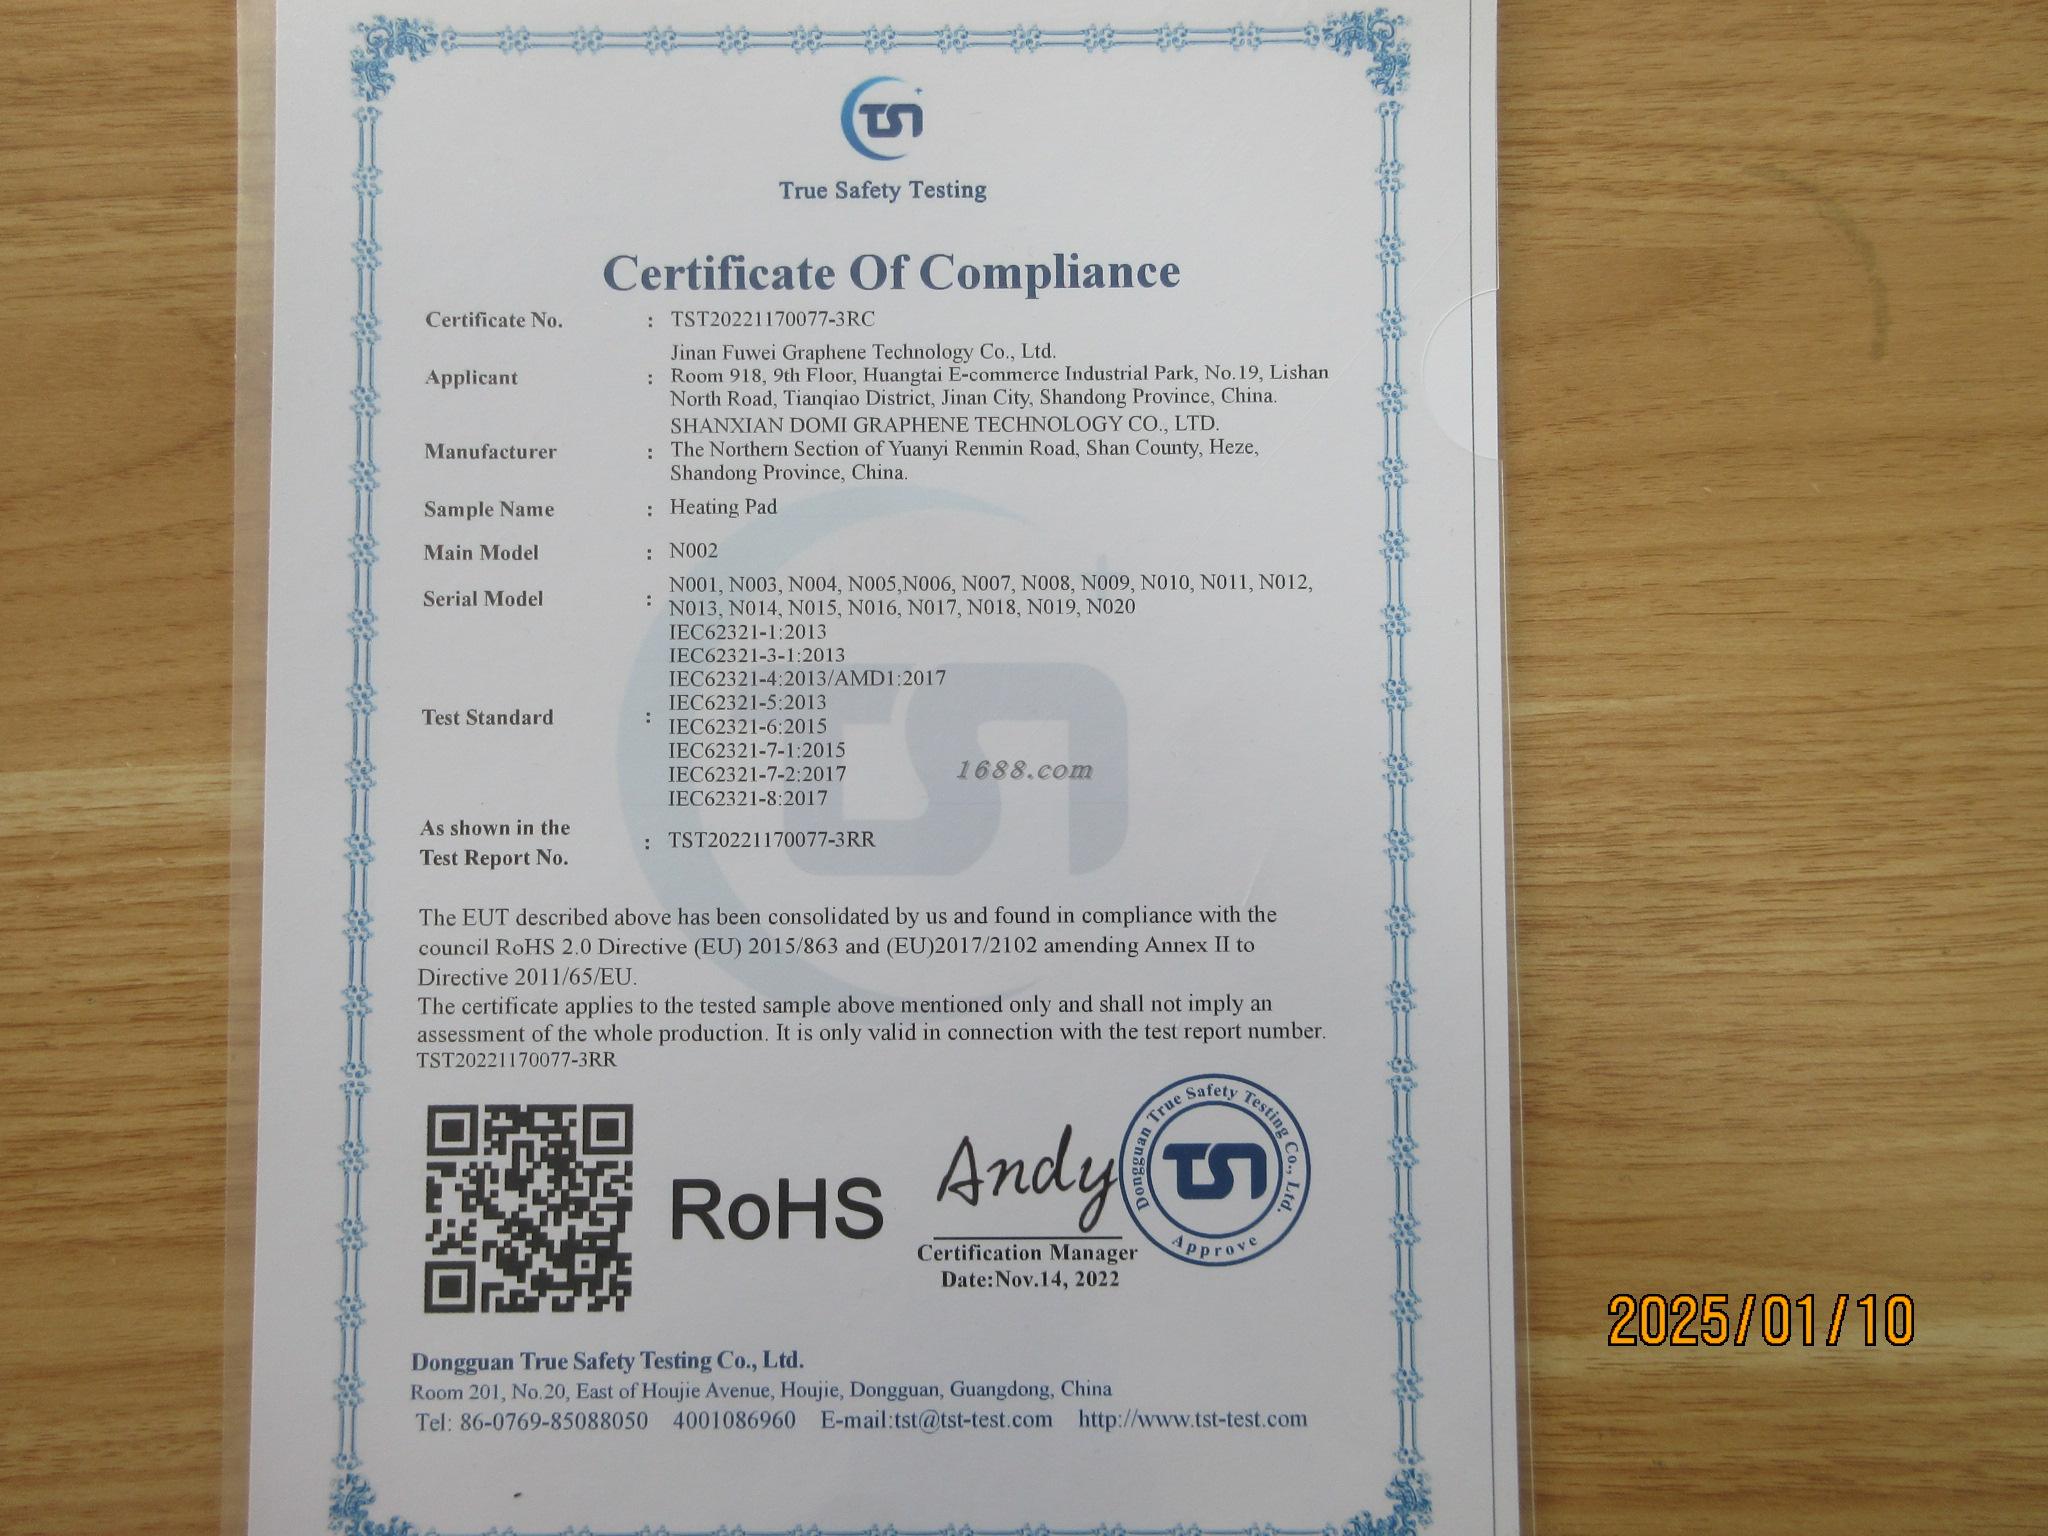 TST
True Safety Testing
Certificate Of Compliance
Certificate No. : TST20221170077-3RC
Jinan Fuwei Graphene Technology Co., Ltd.
Applicant : Room 918, 9th Floor, Huangtai E-commerce Industrial Park, No.19, Lishan
North Road, Tianqiao District, Jinan City, Shandong Province, China.
SHANXIAN DOMI GRAPHENE TECHNOLOGY CO., LTD.
Manufacturer : The Northern Section of Yuanyi Renmin Road, Shan County, Heze,
Shandong Province, China.
Sample Name : Heating Pad
Main Model : N002
Serial Model : N001, N003, N004, N005,N006, N007, N008, N009, N010, N011, N012,
N013, N014, N015, N016, N017, N018, N019, N020
IEC62321-1:2013
IEC62321-3-1:2013
IEC62321-4:2013/AMD1:2017
IEC62321-5:2013
Test Standard : IEC62321-6:2015
IEC62321-7-1:2015
IEC62321-7-2:2017
IEC62321-8:2017
1688.com
As shown in the
Test Report No. : TST20221170077-3RR
The EUT described above has been consolidated by us and found in compliance with the
council RoHS 2.0 Directive (EU) 2015/863 and (EU)2017/2102 amending Annex II to
Directive 2011/65/EU.
The certificate applies to the tested sample above mentioned only and shall not imply an
assessment of the whole production. It is only valid in connection with the test report number.
TST20221170077-3RR
RoHS
Andy
Certification Manager
Date:Nov.14, 2022
Dongguan True Safety Testing Co., Ltd.
TST
Approve
Dongguan True Safety Testing Co., Ltd.
Room 201, No.20, East of Houjie Avenue, Houjie, Dongguan, Guangdong, China
Tel: 86-0769-85088050 4001086960 E-mail:tst@tst-test.com http://www.tst-test.com
2025/01/10